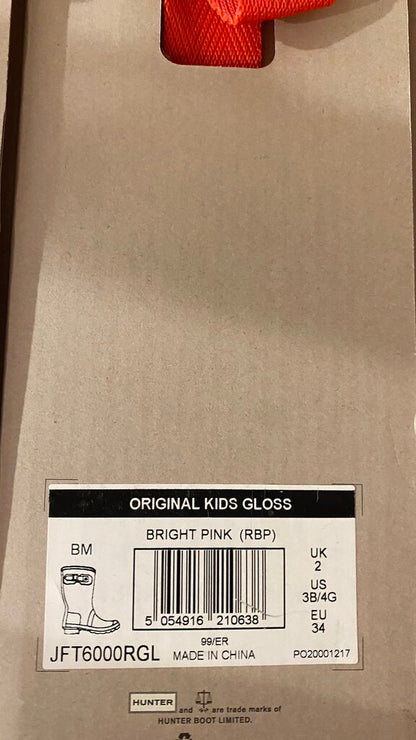 ORIGINAL KIDS GLOSS
BRIGHT PINK (RBP)
BM
UK
2
US
3B/4G
EU
34
5 054916 210638
99/ER
JFT6000RGL
MADE IN CHINA
PO20001217
HUNTER and are trade marks of
HUNTER BOOT LIMITED.